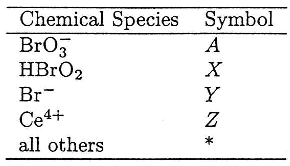 Chemical Species Symbol
BrO₃⁻ A
HBrO₂ X
Br⁻ Y
Ce⁴⁺ Z
all others *